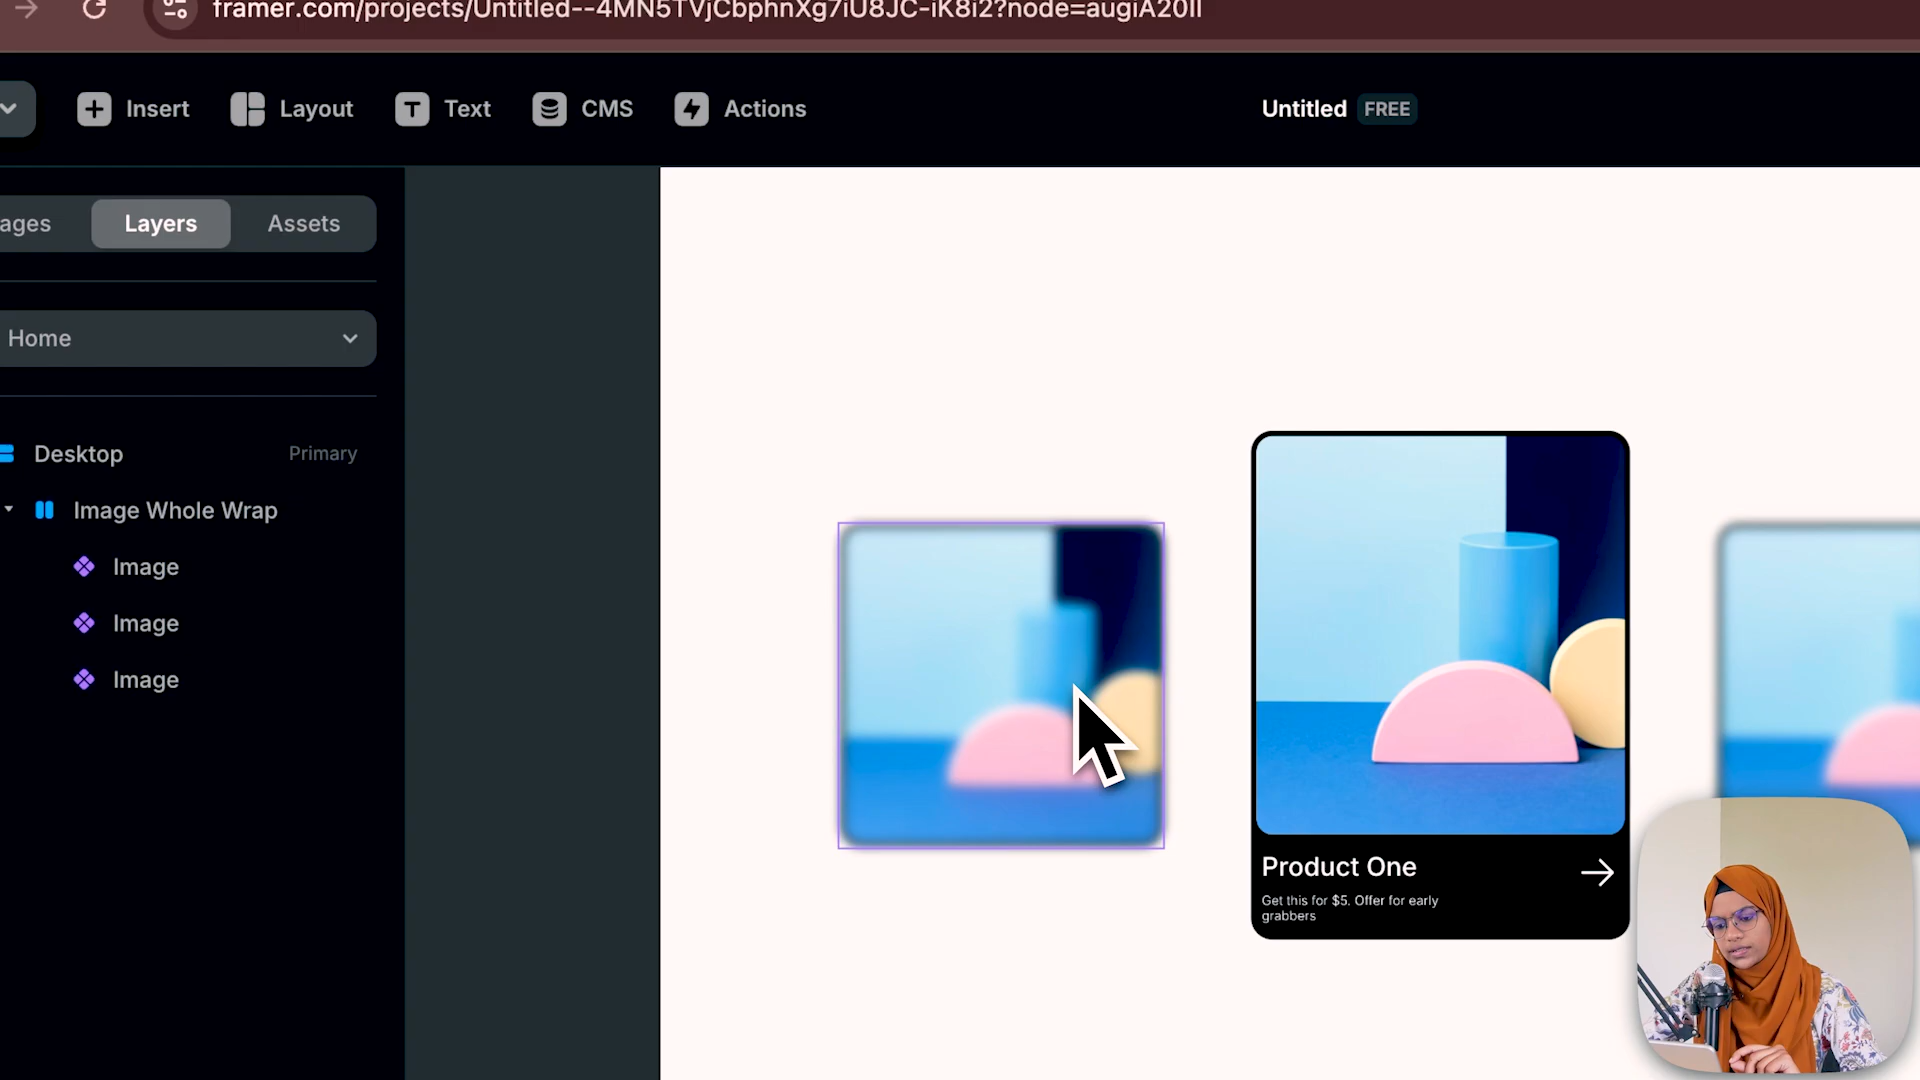 framer.com/projects/Untitled--4MN5TVjCbphnXg7iU8JC-iK8i2?node=augiA20Il
Insert
Layout
Text
CMS
Actions
Untitled FREE
ages
Layers
Assets
Home
Desktop
Primary
Image Whole Wrap
Image
Image
Image
Product One
Get this for $5. Offer for early
grabbers